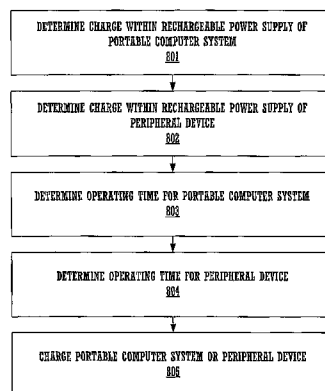 DETERMINE CHARGE WITHIN RECHARGEABLE POWER SUPPLY OF
PORTABLE COMPUTER SYSTEM
801
DETERMINE CHARGE WITHIN RECHARGEABLE POWER SUPPLY OF
PERIPHERAL DEVICE
802
DETERMINE OPERATING TIME FOR PORTABLE COMPUTER SYSTEM
803
DETERMINE OPERATING TIME FOR PERIPHERAL DEVICE
804
CHARGE PORTABLE COMPUTER SYSTEM OR PERIPHERAL DEVICE
805